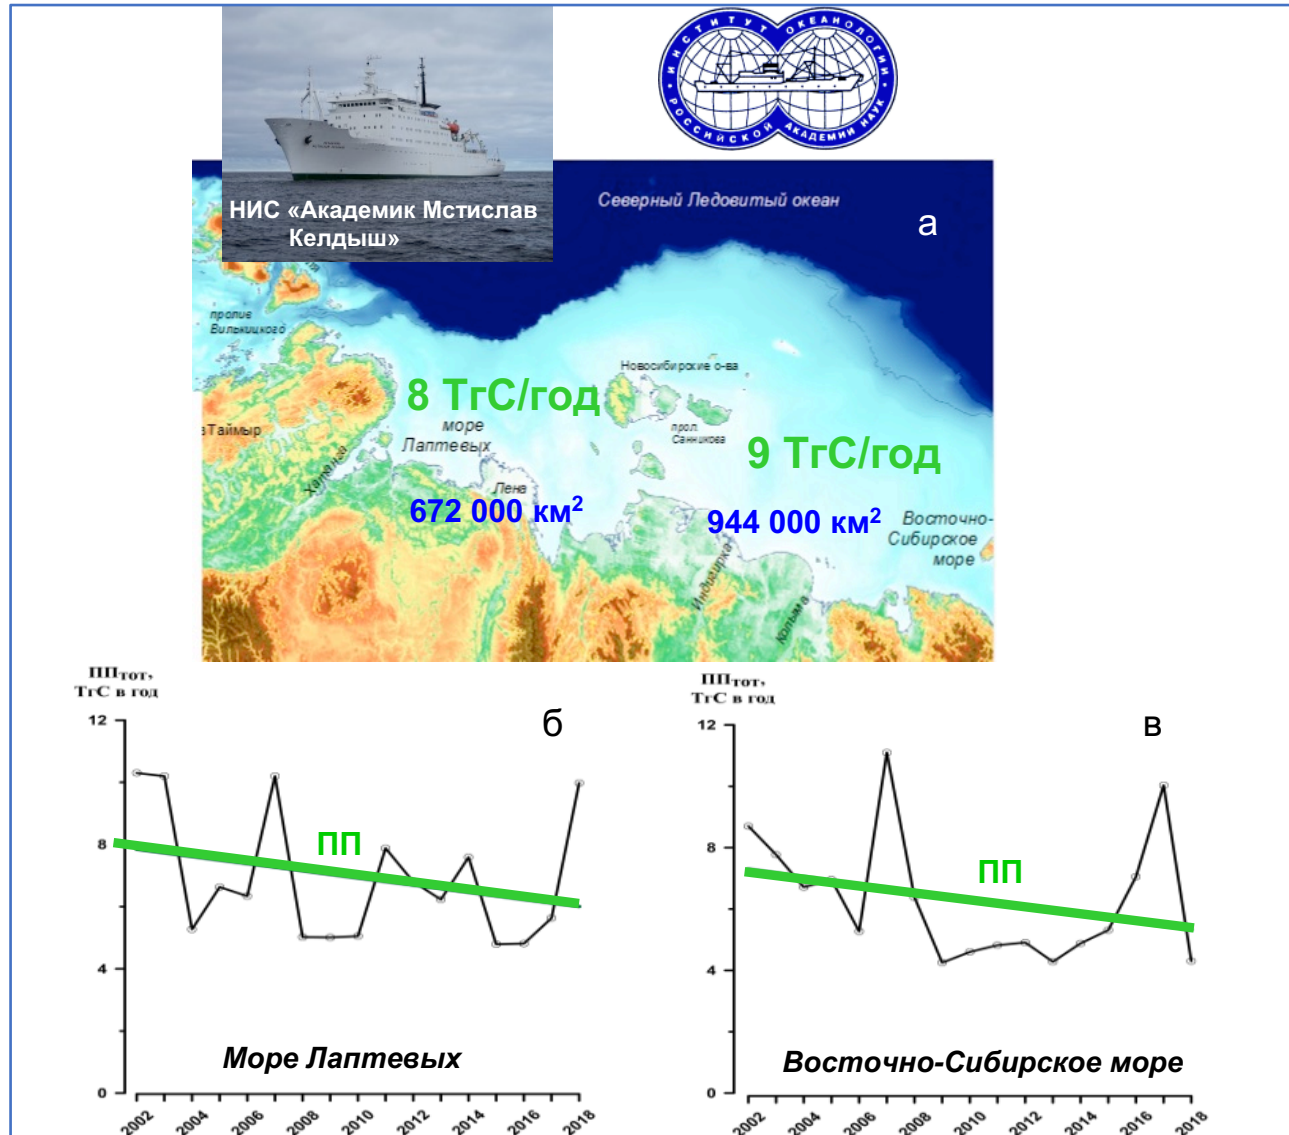 ИНСТИТУТ ОКЕАНОЛОГИИ
РОССИЙСКОЙ АКАДЕМИИ НАУК
НИС «Академик Мстислав
Келдыш»
Северный Ледовитый океан
а
пролив
Вилькицкого
Новосибирские о-ва
8 ТгС/год
море
Лаптевых
прол.
Санникова
Таймыр
9 ТгС/год
Хатанга
Лена
672 000 км²
944 000 км²
Восточно-
Сибирское
море
Индигирка
Колыма
ППтот,
ТгС в год
12
8
4
0
б
ПП
Море Лаптевых
2002
2004
2006
2008
2010
2012
2014
2016
2018
ППтот,
ТгС в год
12
8
4
0
в
ПП
Восточно-Сибирское море
2002
2004
2006
2008
2010
2012
2014
2016
2018